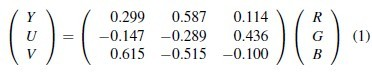 ( Y ) = ( 0.299 0.587 0.114 ) ( R )
( U ) = ( −0.147 −0.289 0.436 ) ( G ) (1)
( V ) = ( 0.615 −0.515 −0.100 ) ( B )